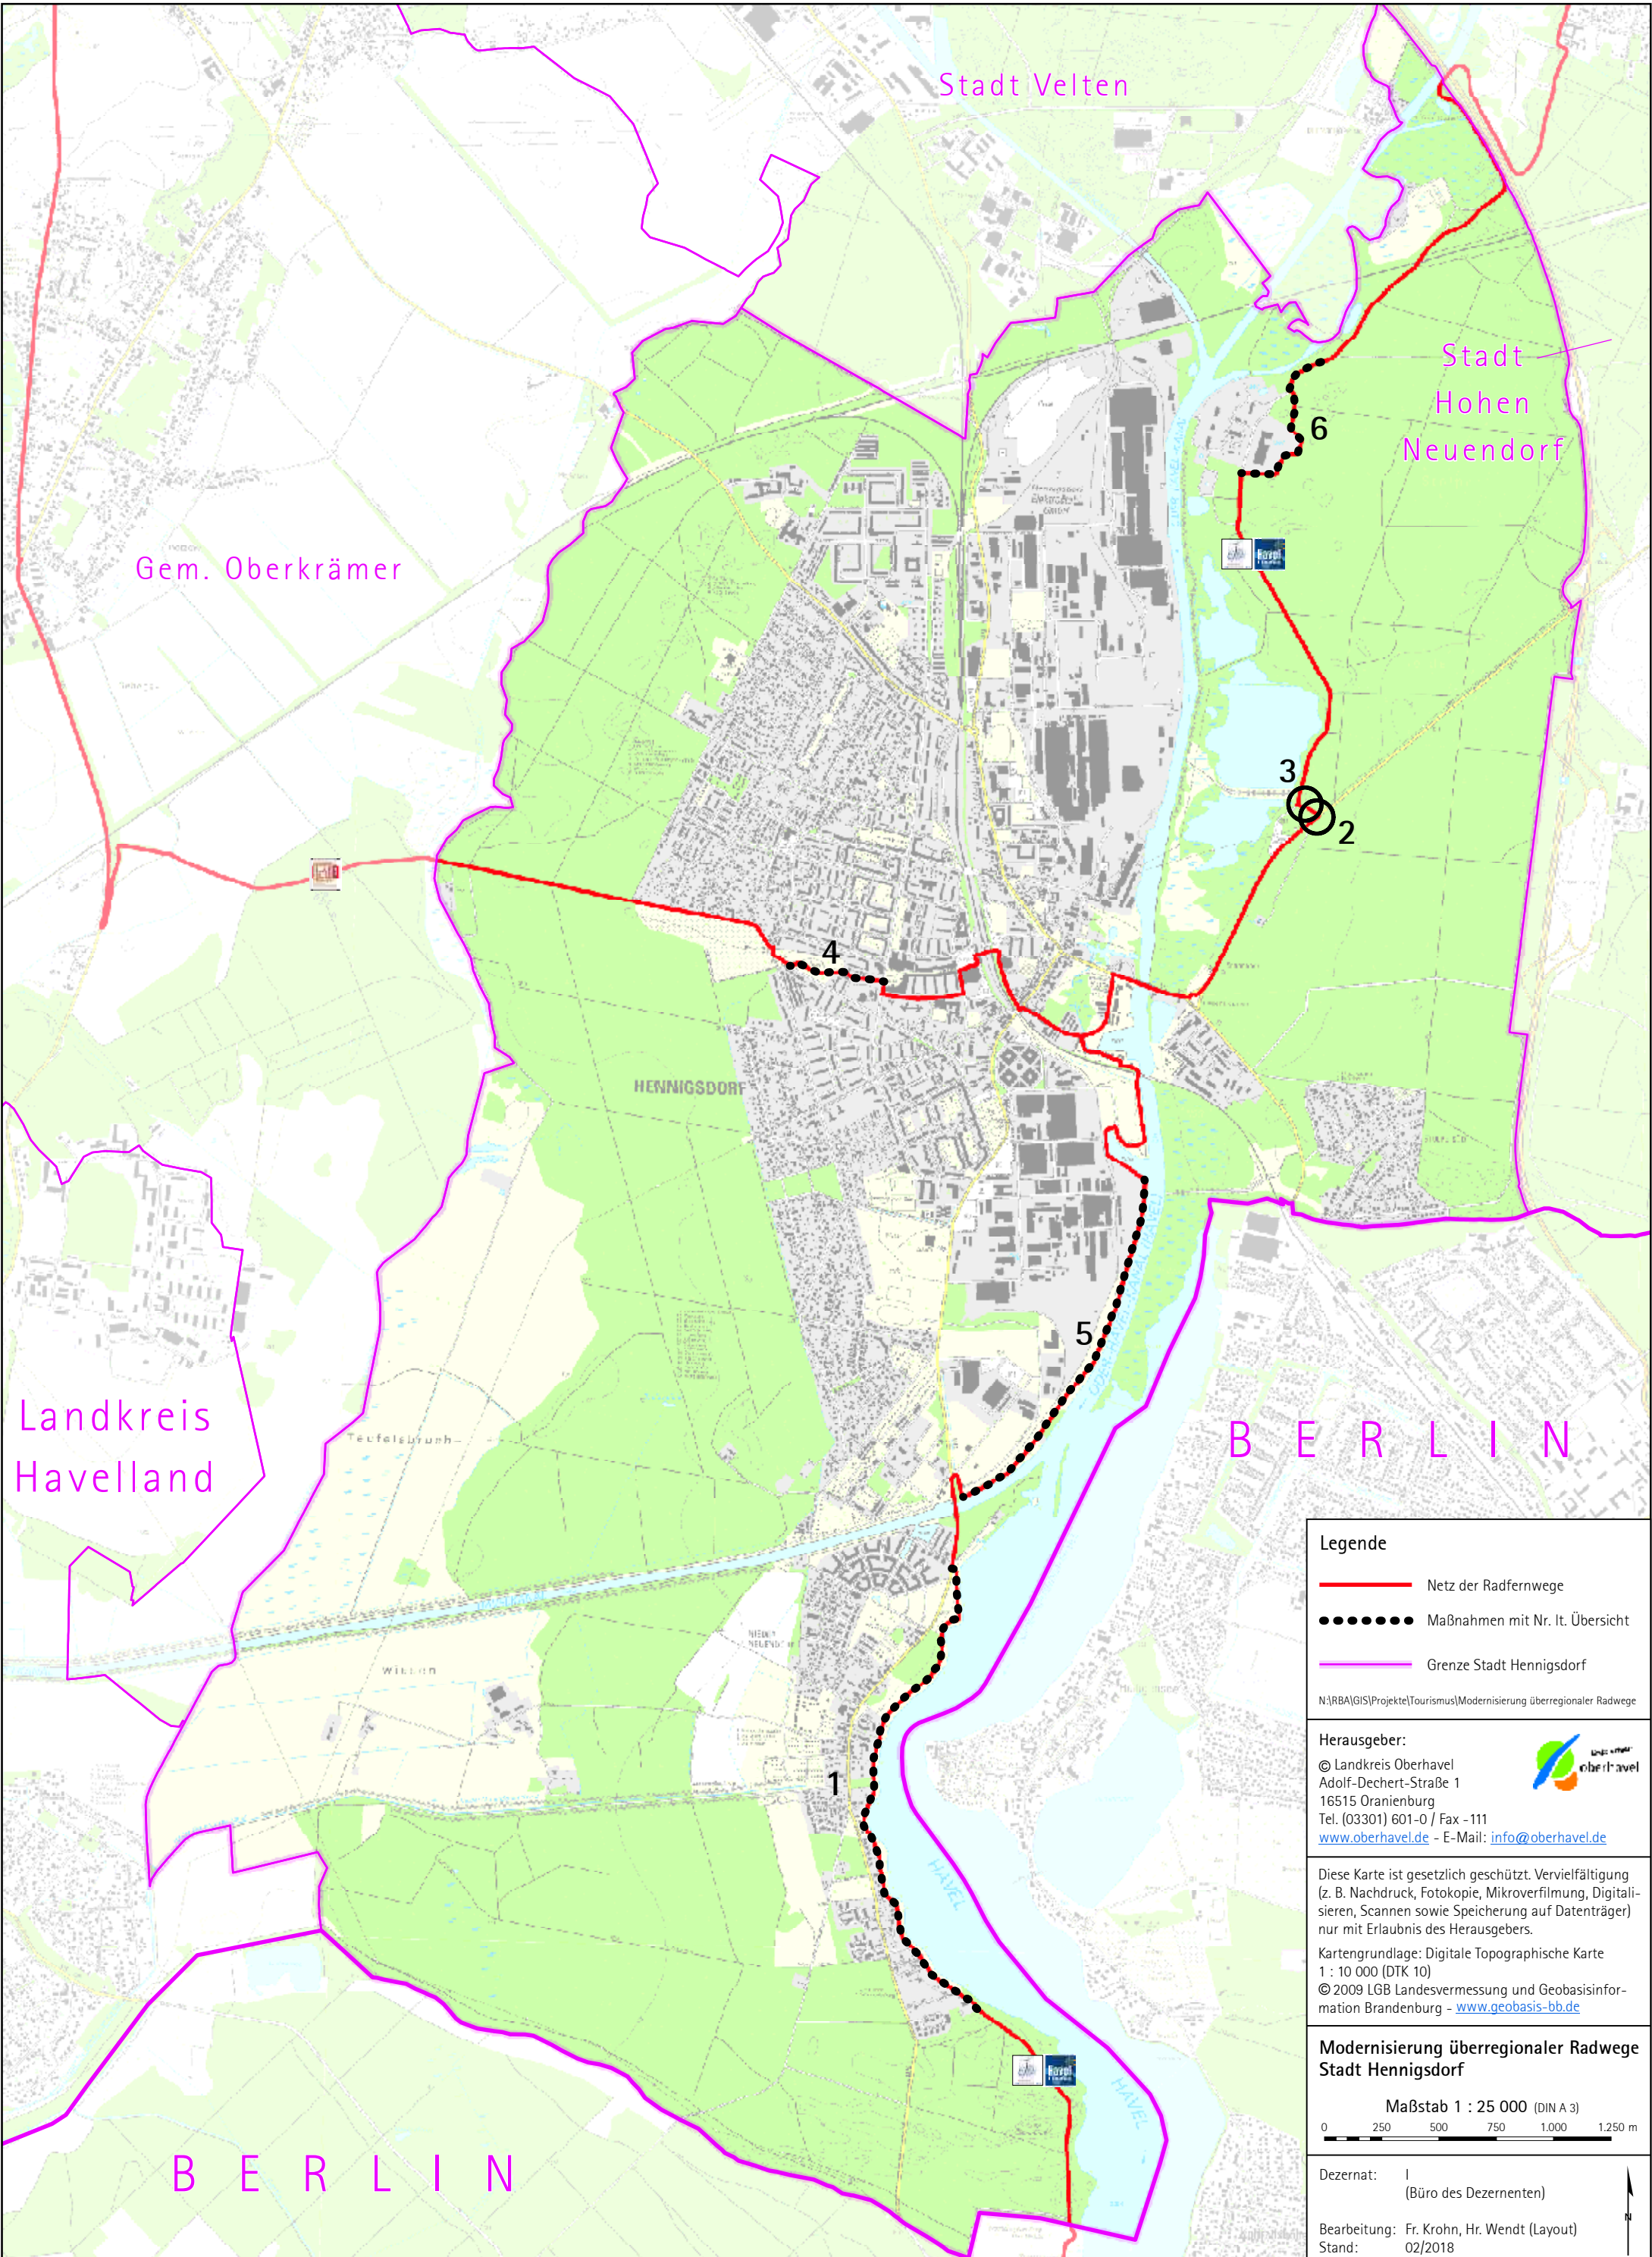 Stadt Velten
Stadt
Hohen
Neuendorf
6
Gem. Oberkrämer
Havel
3
2
4
HENNIGSDORF
5
Landkreis
Havelland
Teufelsbruch
BERLIN
1
HAVEL
HAVEL
BERLIN
Legende
Netz der Radfernwege
Maßnahmen mit Nr. lt. Übersicht
Grenze Stadt Hennigsdorf
N:\RBA\GIS\Projekte\Tourismus\Modernisierung überregionaler Radwege
Herausgeber:
© Landkreis Oberhavel
Adolf-Dechert-Straße 1
16515 Oranienburg
Tel. (03301) 601-0 / Fax -111
www.oberhavel.de - E-Mail: info@oberhavel.de
oberhavel
Diese Karte ist gesetzlich geschützt. Vervielfältigung
(z. B. Nachdruck, Fotokopie, Mikroverfilmung, Digitali-
sieren, Scannen sowie Speicherung auf Datenträger)
nur mit Erlaubnis des Herausgebers.
Kartengrundlage: Digitale Topographische Karte
1 : 10 000 (DTK 10)
© 2009 LGB Landesvermessung und Geobasisinfor-
mation Brandenburg - www.geobasis-bb.de
Modernisierung überregionaler Radwege
Stadt Hennigsdorf
Maßstab 1 : 25 000 (DIN A 3)
0 250 500 750 1.000 1.250 m
Dezernat: I
(Büro des Dezernenten)
Bearbeitung: Fr. Krohn, Hr. Wendt (Layout)
Stand: 02/2018
N